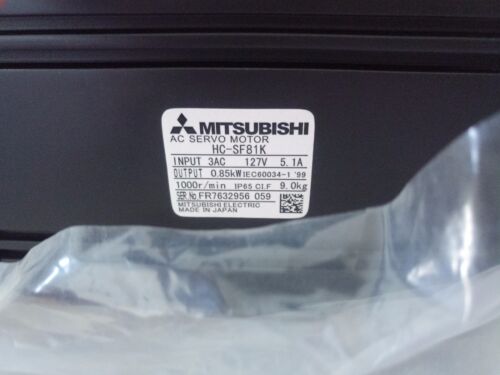 MITSUBISHI
AC SERVO MOTOR
HC-SF81K
INPUT 3AC 127V 5.1A
OUTPUT 0.85kW IEC60034-1 '99
1000r/min IP65 CI.F 9.0kg
SER.No. FR7632956 059
MITSUBISHI ELECTRIC
MADE IN JAPAN